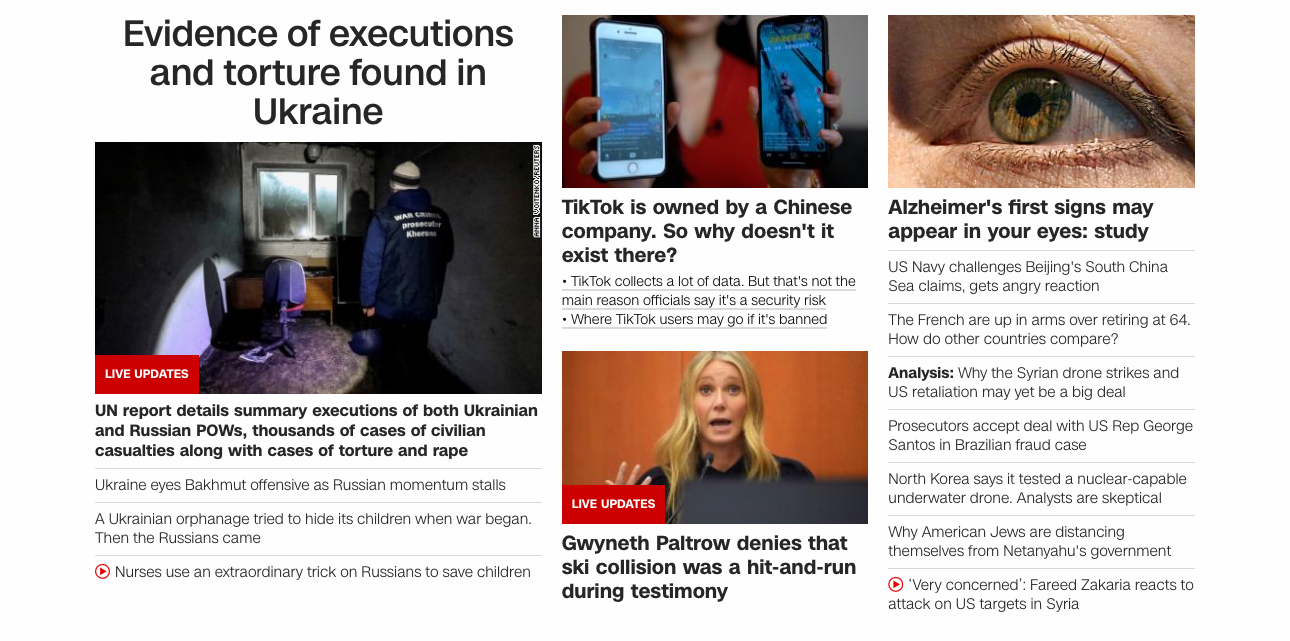 Evidence of executions
and torture found in
Ukraine
ANNA VOITENKO/REUTERS
WAR CRIMES
prosecutor
Kherson
LIVE UPDATES
UN report details summary executions of both Ukrainian
and Russian POWs, thousands of cases of civilian
casualties along with cases of torture and rape
Ukraine eyes Bakhmut offensive as Russian momentum stalls
A Ukrainian orphanage tried to hide its children when war began.
Then the Russians came
Nurses use an extraordinary trick on Russians to save children
TikTok is owned by a Chinese
company. So why doesn't it
exist there?
• TikTok collects a lot of data. But that's not the
main reason officials say it's a security risk
• Where TikTok users may go if it's banned
LIVE UPDATES
Gwyneth Paltrow denies that
ski collision was a hit-and-run
during testimony
Alzheimer's first signs may
appear in your eyes: study
US Navy challenges Beijing's South China
Sea claims, gets angry reaction
The French are up in arms over retiring at 64.
How do other countries compare?
Analysis: Why the Syrian drone strikes and
US retaliation may yet be a big deal
Prosecutors accept deal with US Rep George
Santos in Brazilian fraud case
North Korea says it tested a nuclear-capable
underwater drone. Analysts are skeptical
Why American Jews are distancing
themselves from Netanyahu's government
‘Very concerned’: Fareed Zakaria reacts to
attack on US targets in Syria